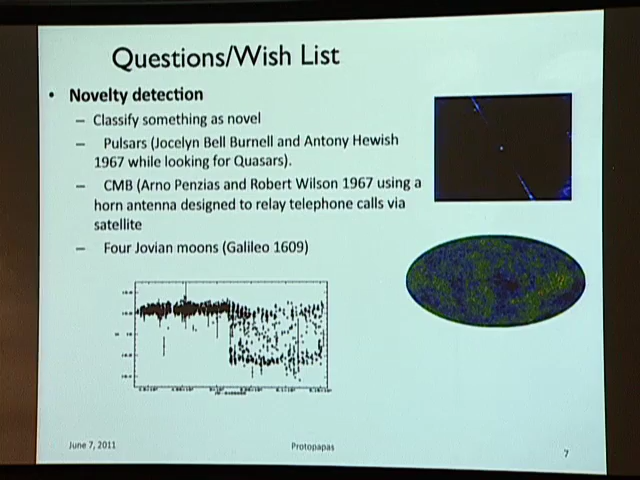 Questions/Wish List
• Novelty detection
– Classify something as novel
– Pulsars (Jocelyn Bell Burnell and Antony Hewish
1967 while looking for Quasars).
– CMB (Arno Penzias and Robert Wilson 1967 using a
horn antenna designed to relay telephone calls via
satellite
– Four Jovian moons (Galileo 1609)
June 7, 2011
Protopapas
7